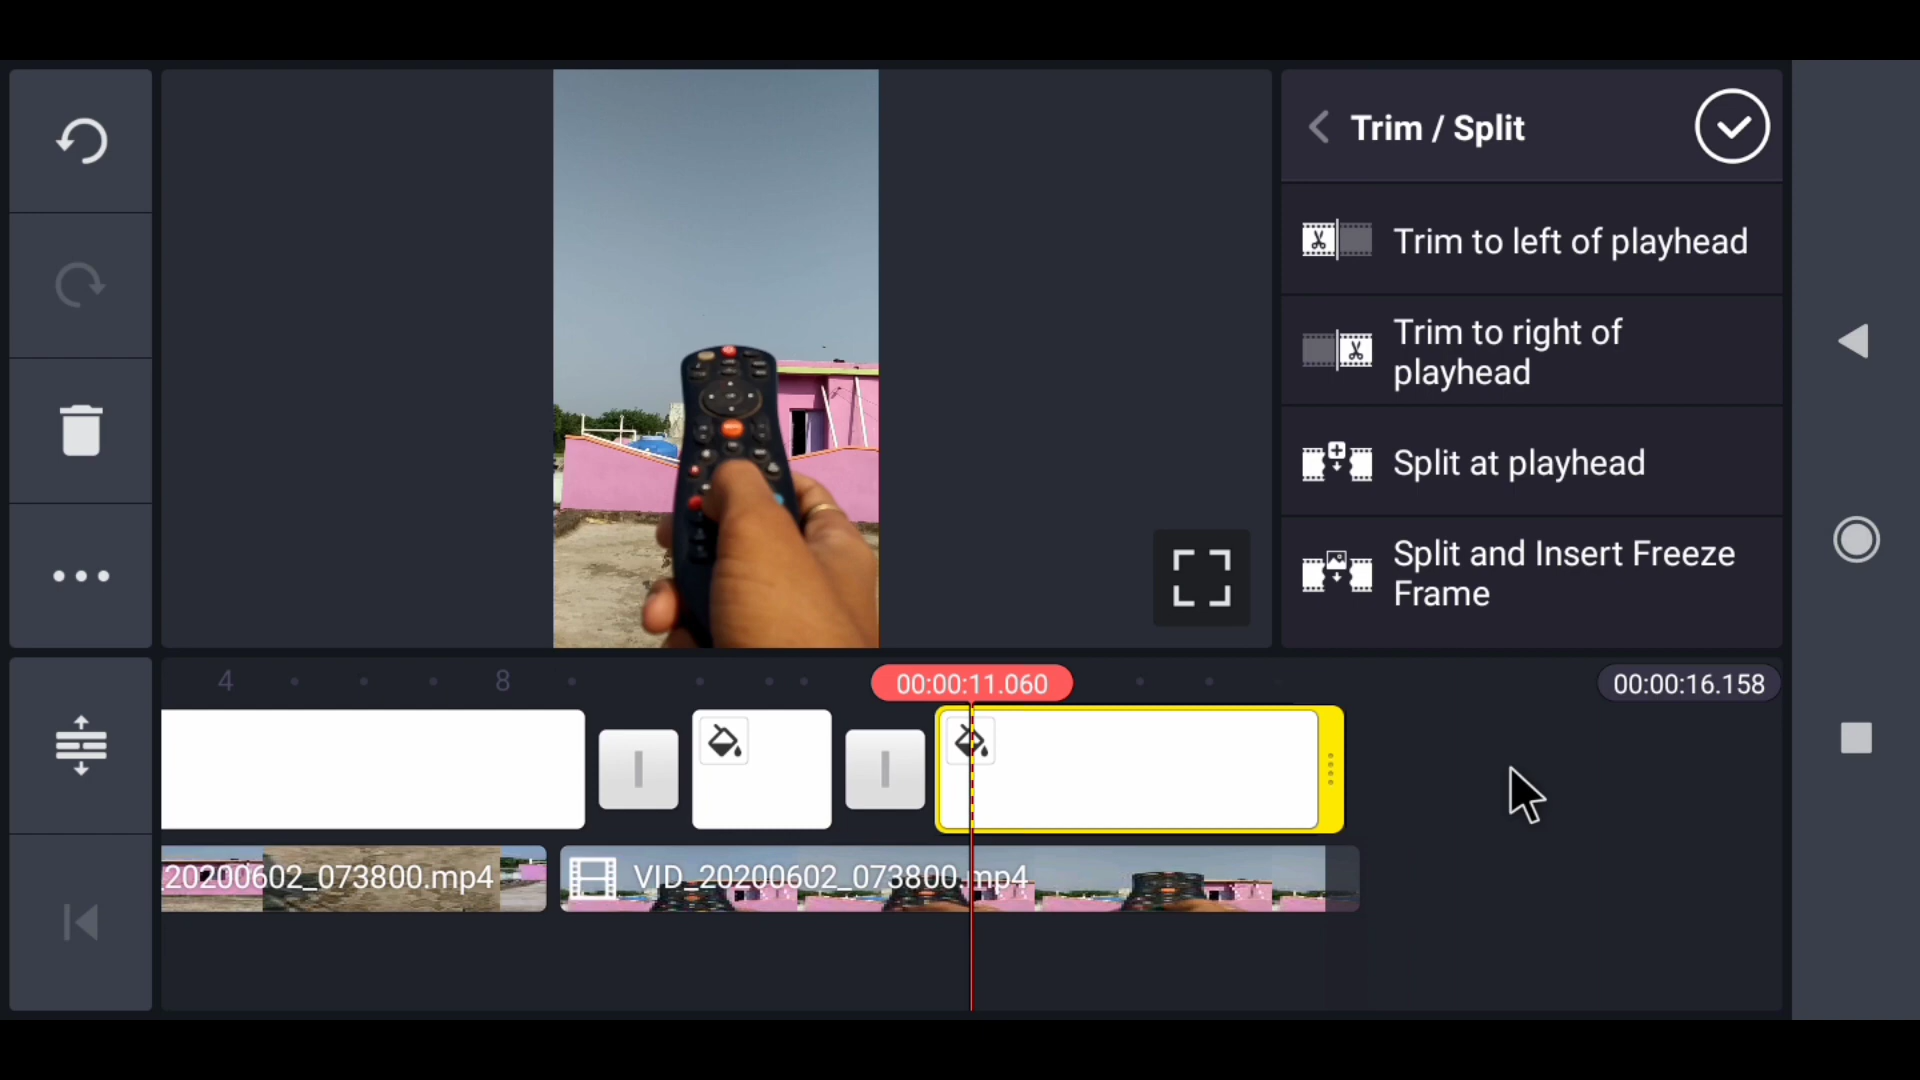 Trim / Split
Trim to left of playhead
Trim to right of
playhead
Split at playhead
Split and Insert Freeze
Frame
4
8
00:00:11.060
00:00:16.158
_20200602_073800.mp4
VID_20200602_073800.mp4